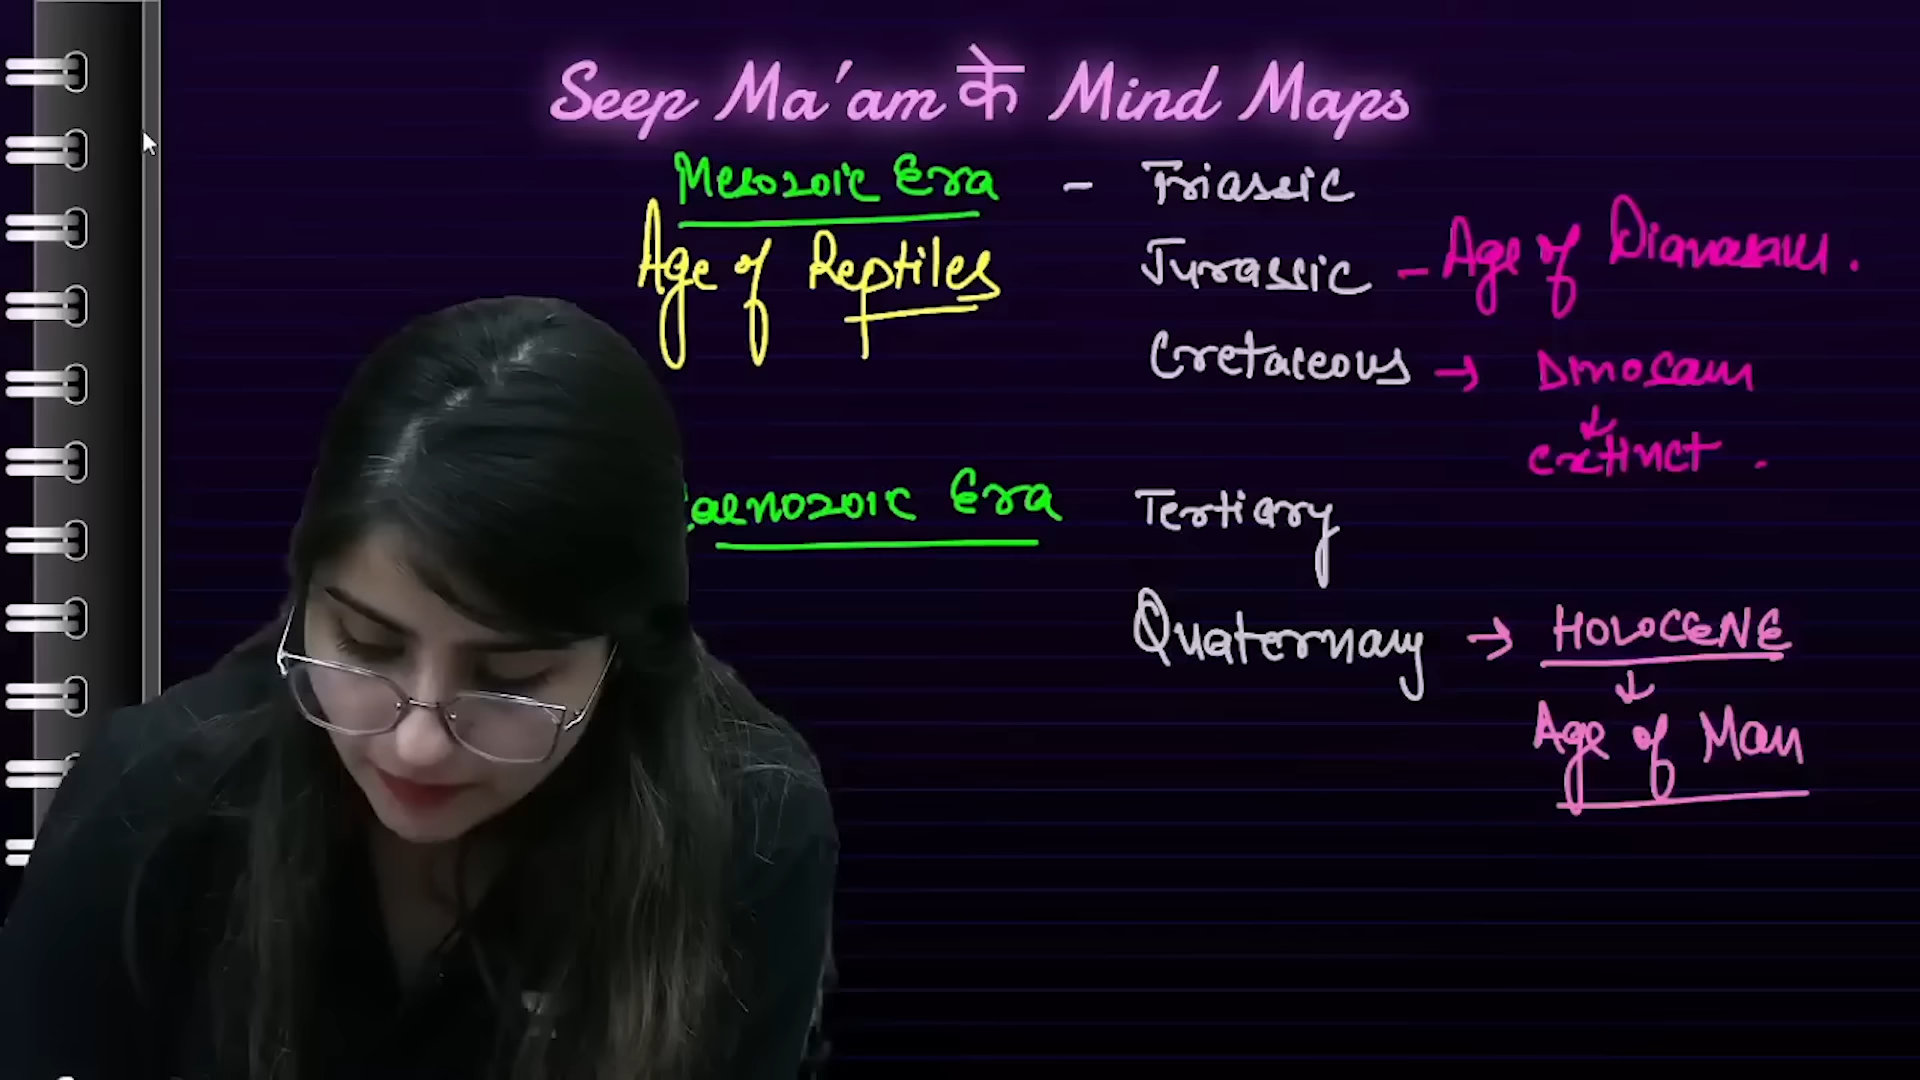 Seep Ma'am के Mind Maps
Mesozoic Era - Triassic
Age of Reptiles
Jurassic - Age of
Cretaceous → Dinosaur
↓
extinct.
Caenozoic Era Tertiary
Quaternary → HOLOCENE
↓
Age of Man